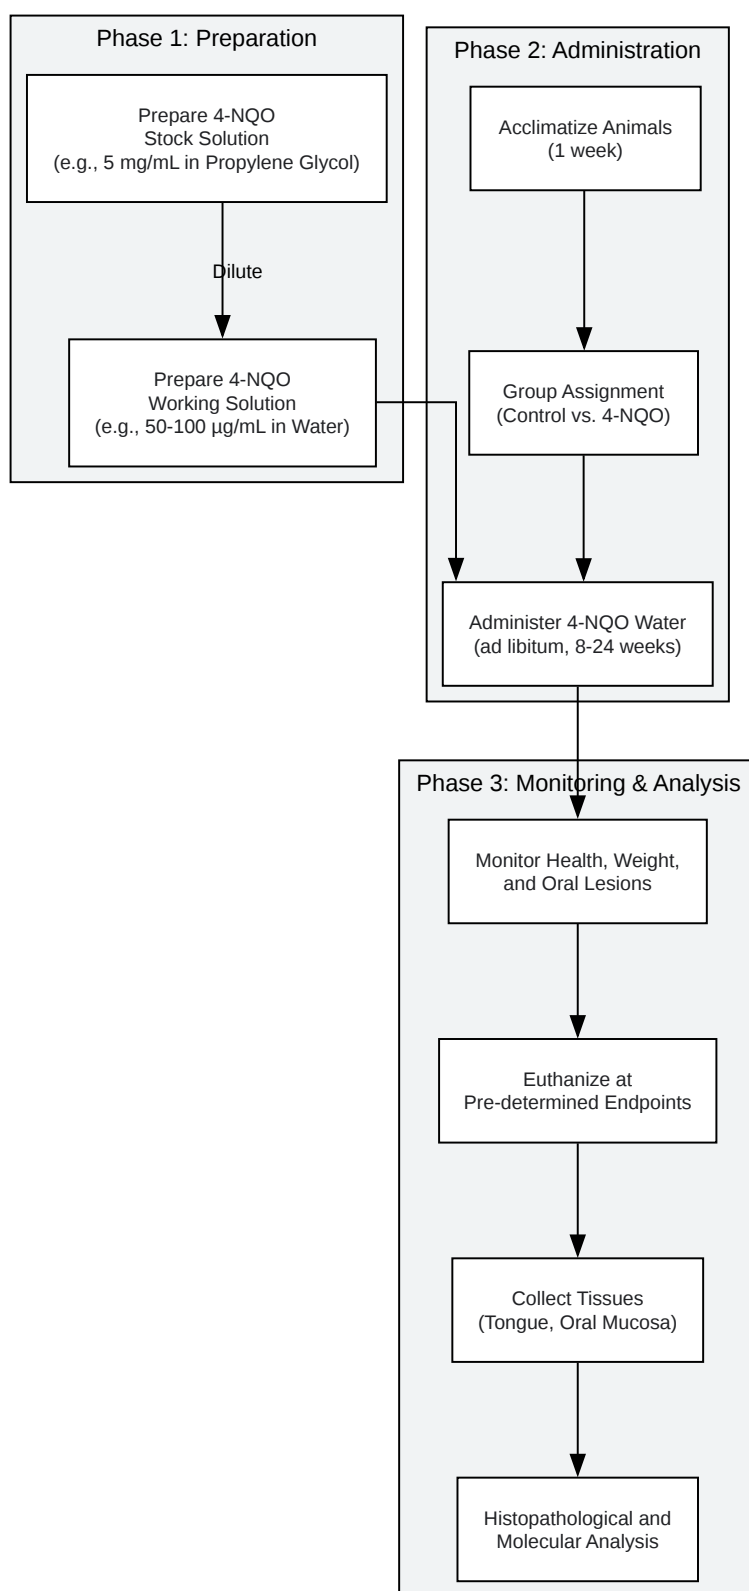 Phase 1: Preparation
Prepare 4-NQO
Stock Solution
(e.g., 5 mg/mL in Propylene Glycol)
Dilute
Prepare 4-NQO
Working Solution
(e.g., 50-100 µg/mL in Water)
Phase 2: Administration
Acclimatize Animals
(1 week)
Group Assignment
(Control vs. 4-NQO)
Administer 4-NQO Water
(ad libitum, 8-24 weeks)
Phase 3: Monitoring & Analysis
Monitor Health, Weight,
and Oral Lesions
Euthanize at
Pre-determined Endpoints
Collect Tissues
(Tongue, Oral Mucosa)
Histopathological and
Molecular Analysis